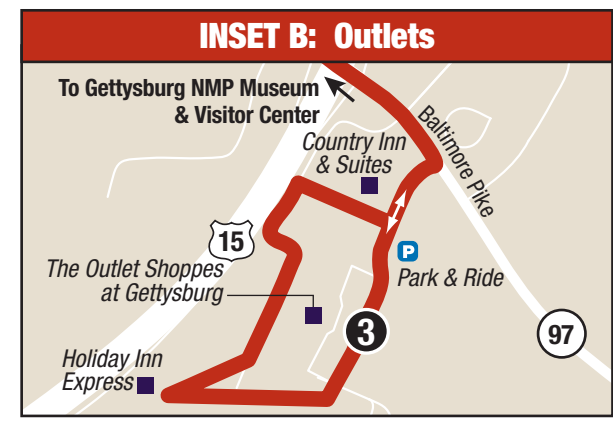 INSET B: Outlets
To Gettysburg NMP Museum
& Visitor Center
Country Inn
& Suites
Baltimore Pike
15
The Outlet Shoppes
at Gettysburg
P
Park & Ride
3
97
Holiday Inn
Express